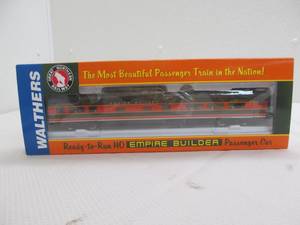 WALTHERS
The Most Beautiful Passenger Train in the Nation!
Ready-to-Run HO EMPIRE BUILDER Passenger Car